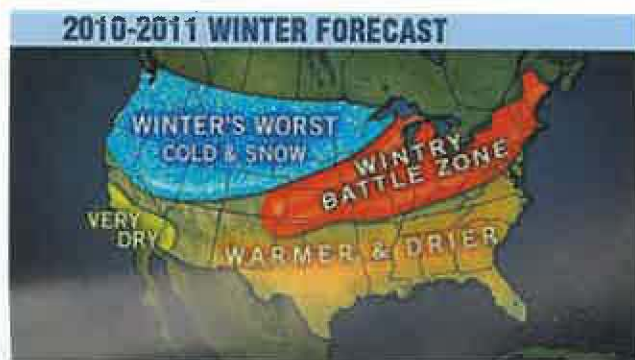 2010-2011 WINTER FORECAST
WINTER'S WORST
COLD & SNOW
WINTRY
BATTLE ZONE
VERY
DRY
WARMER & DRIER